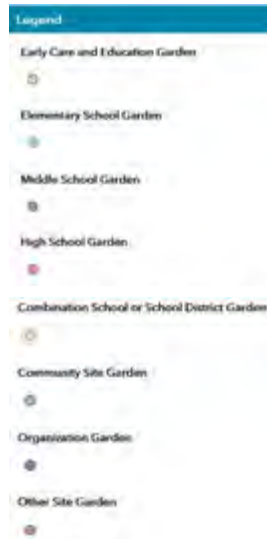 Legend
Early Care and Education Garden
Elementary School Garden
Middle School Garden
High School Garden
Combination School or School District Garden
Community Site Garden
Organization Garden
Other Site Garden